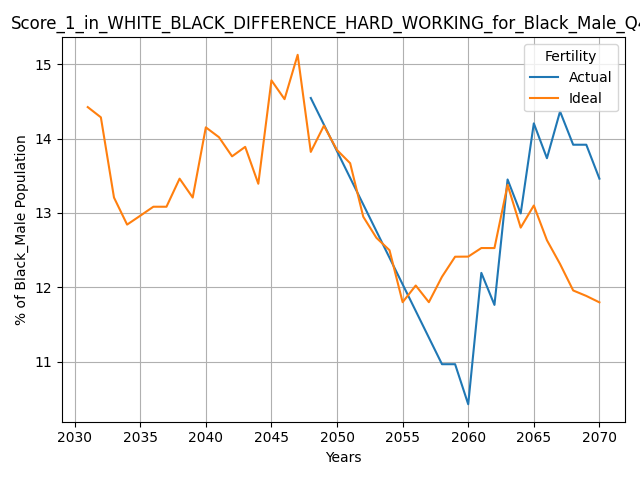 Score_1_in_WHITE_BLACK_DIFFERENCE_HARD_WORKING_for_Black_Male_Q4
Fertility
Actual
Ideal
% of Black_Male Population
15
14
13
12
11
2030 2035 2040 2045 2050 2055 2060 2065 2070
Years